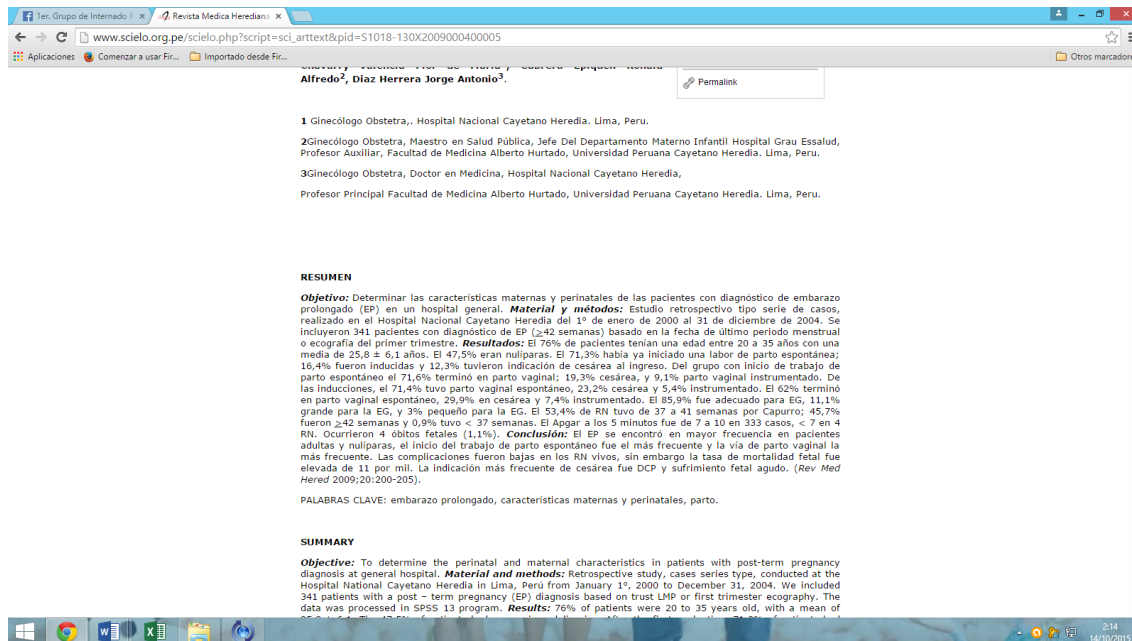 1er. Grupo de Internado
Revista Medica Herediana
www.scielo.org.pe/scielo.php?script=sci_arttext&pid=S1018-130X2009000400005
Aplicaciones Comenzar a usar Fir... Importado desde Fir... Otros marcadore
Alfredo2, Diaz Herrera Jorge Antonio3.
Permalink
1 Ginecólogo Obstetra,. Hospital Nacional Cayetano Heredia. Lima, Peru.
2Ginecólogo Obstetra, Maestro en Salud Pública, Jefe Del Departamento Materno Infantil Hospital Grau Essalud,
Profesor Auxiliar, Facultad de Medicina Alberto Hurtado, Universidad Peruana Cayetano Heredia. Lima, Peru.
3Ginecólogo Obstetra, Doctor en Medicina, Hospital Nacional Cayetano Heredia,
Profesor Principal Facultad de Medicina Alberto Hurtado, Universidad Peruana Cayetano Heredia. Lima, Peru.
RESUMEN
Objetivo: Determinar las características maternas y perinatales de las pacientes con diagnóstico de embarazo
prolongado (EP) en un hospital general. Material y métodos: Estudio retrospectivo tipo serie de casos,
realizado en el Hospital Nacional Cayetano Heredia del 1º de enero de 2000 al 31 de diciembre de 2004. Se
incluyeron 341 pacientes con diagnóstico de EP (≥42 semanas) basado en la fecha de último periodo menstrual
o ecografía del primer trimestre. Resultados: El 76% de pacientes tenían una edad entre 20 a 35 años con una
media de 25,8 ± 6,1 años. El 47,5% eran nulíparas. El 71,3% había ya iniciado una labor de parto espontánea;
16,4% fueron inducidas y 12,3% tuvieron indicación de cesárea al ingreso. Del grupo con inicio de trabajo de
parto espontáneo el 71,6% terminó en parto vaginal; 19,3% cesárea, y 9,1% parto vaginal instrumentado. De
las inducciones, el 71,4% tuvo parto vaginal espontáneo, 23,2% cesárea y 5,4% instrumentado. El 62% terminó
en parto vaginal espontáneo, 29,9% en cesárea y 7,4% instrumentado. El 85,9% fue adecuado para EG, 11,1%
grande para la EG, y 3% pequeño para la EG. El 53,4% de RN tuvo de 37 a 41 semanas por Capurro; 45,7%
fueron ≥42 semanas y 0,9% tuvo < 37 semanas. El Apgar a los 5 minutos fue de 7 a 10 en 333 casos, < 7 en 4
RN. Ocurrieron 4 óbitos fetales (1,1%). Conclusión: El EP se encontró en mayor frecuencia en pacientes
adultas y nulíparas, el inicio del trabajo de parto espontáneo fue el más frecuente y la vía de parto vaginal la
más frecuente. Las complicaciones fueron bajas en los RN vivos, sin embargo la tasa de mortalidad fetal fue
elevada de 11 por mil. La indicación más frecuente de cesárea fue DCP y sufrimiento fetal agudo. (Rev Med
Hered 2009;20:200-205).
PALABRAS CLAVE: embarazo prolongado, características maternas y perinatales, parto.
SUMMARY
Objective: To determine the perinatal and maternal characteristics in patients with post-term pregnancy
diagnosis at general hospital. Material and methods: Retrospective study, cases series type, conducted at the
Hospital National Cayetano Heredia in Lima, Perú from January 1º, 2000 to December 31, 2004. We included
341 patients with a post – term pregnancy (EP) diagnosis based on trust LMP or first trimester ecography. The
data was processed in SPSS 13 program. Results: 76% of patients were 20 to 35 years old, with a mean of
2:14
14/10/2015